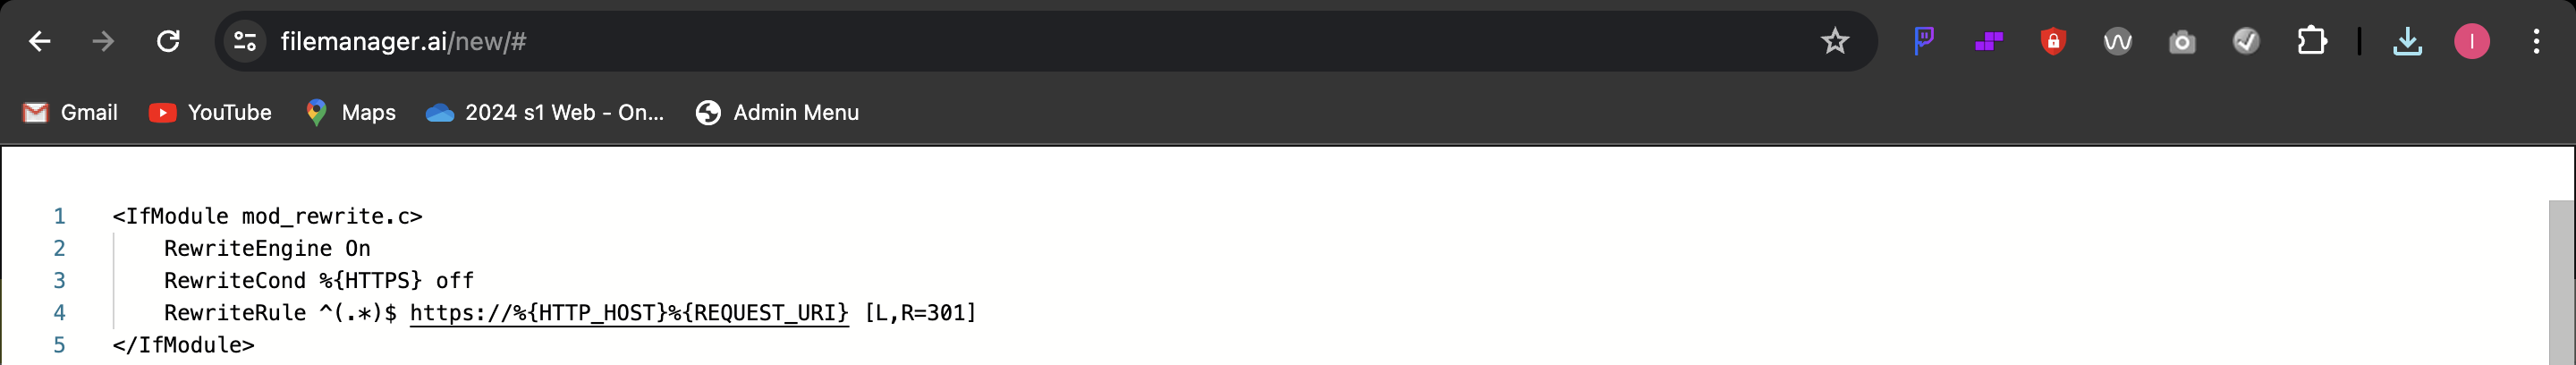 filemanager.ai/new/#
Gmail YouTube Maps 2024 s1 Web - On... Admin Menu
I
1 <IfModule mod_rewrite.c>
2     RewriteEngine On
3     RewriteCond %{HTTPS} off
4     RewriteRule ^(.*)$ https://%{HTTP_HOST}%{REQUEST_URI} [L,R=301]
5 </IfModule>